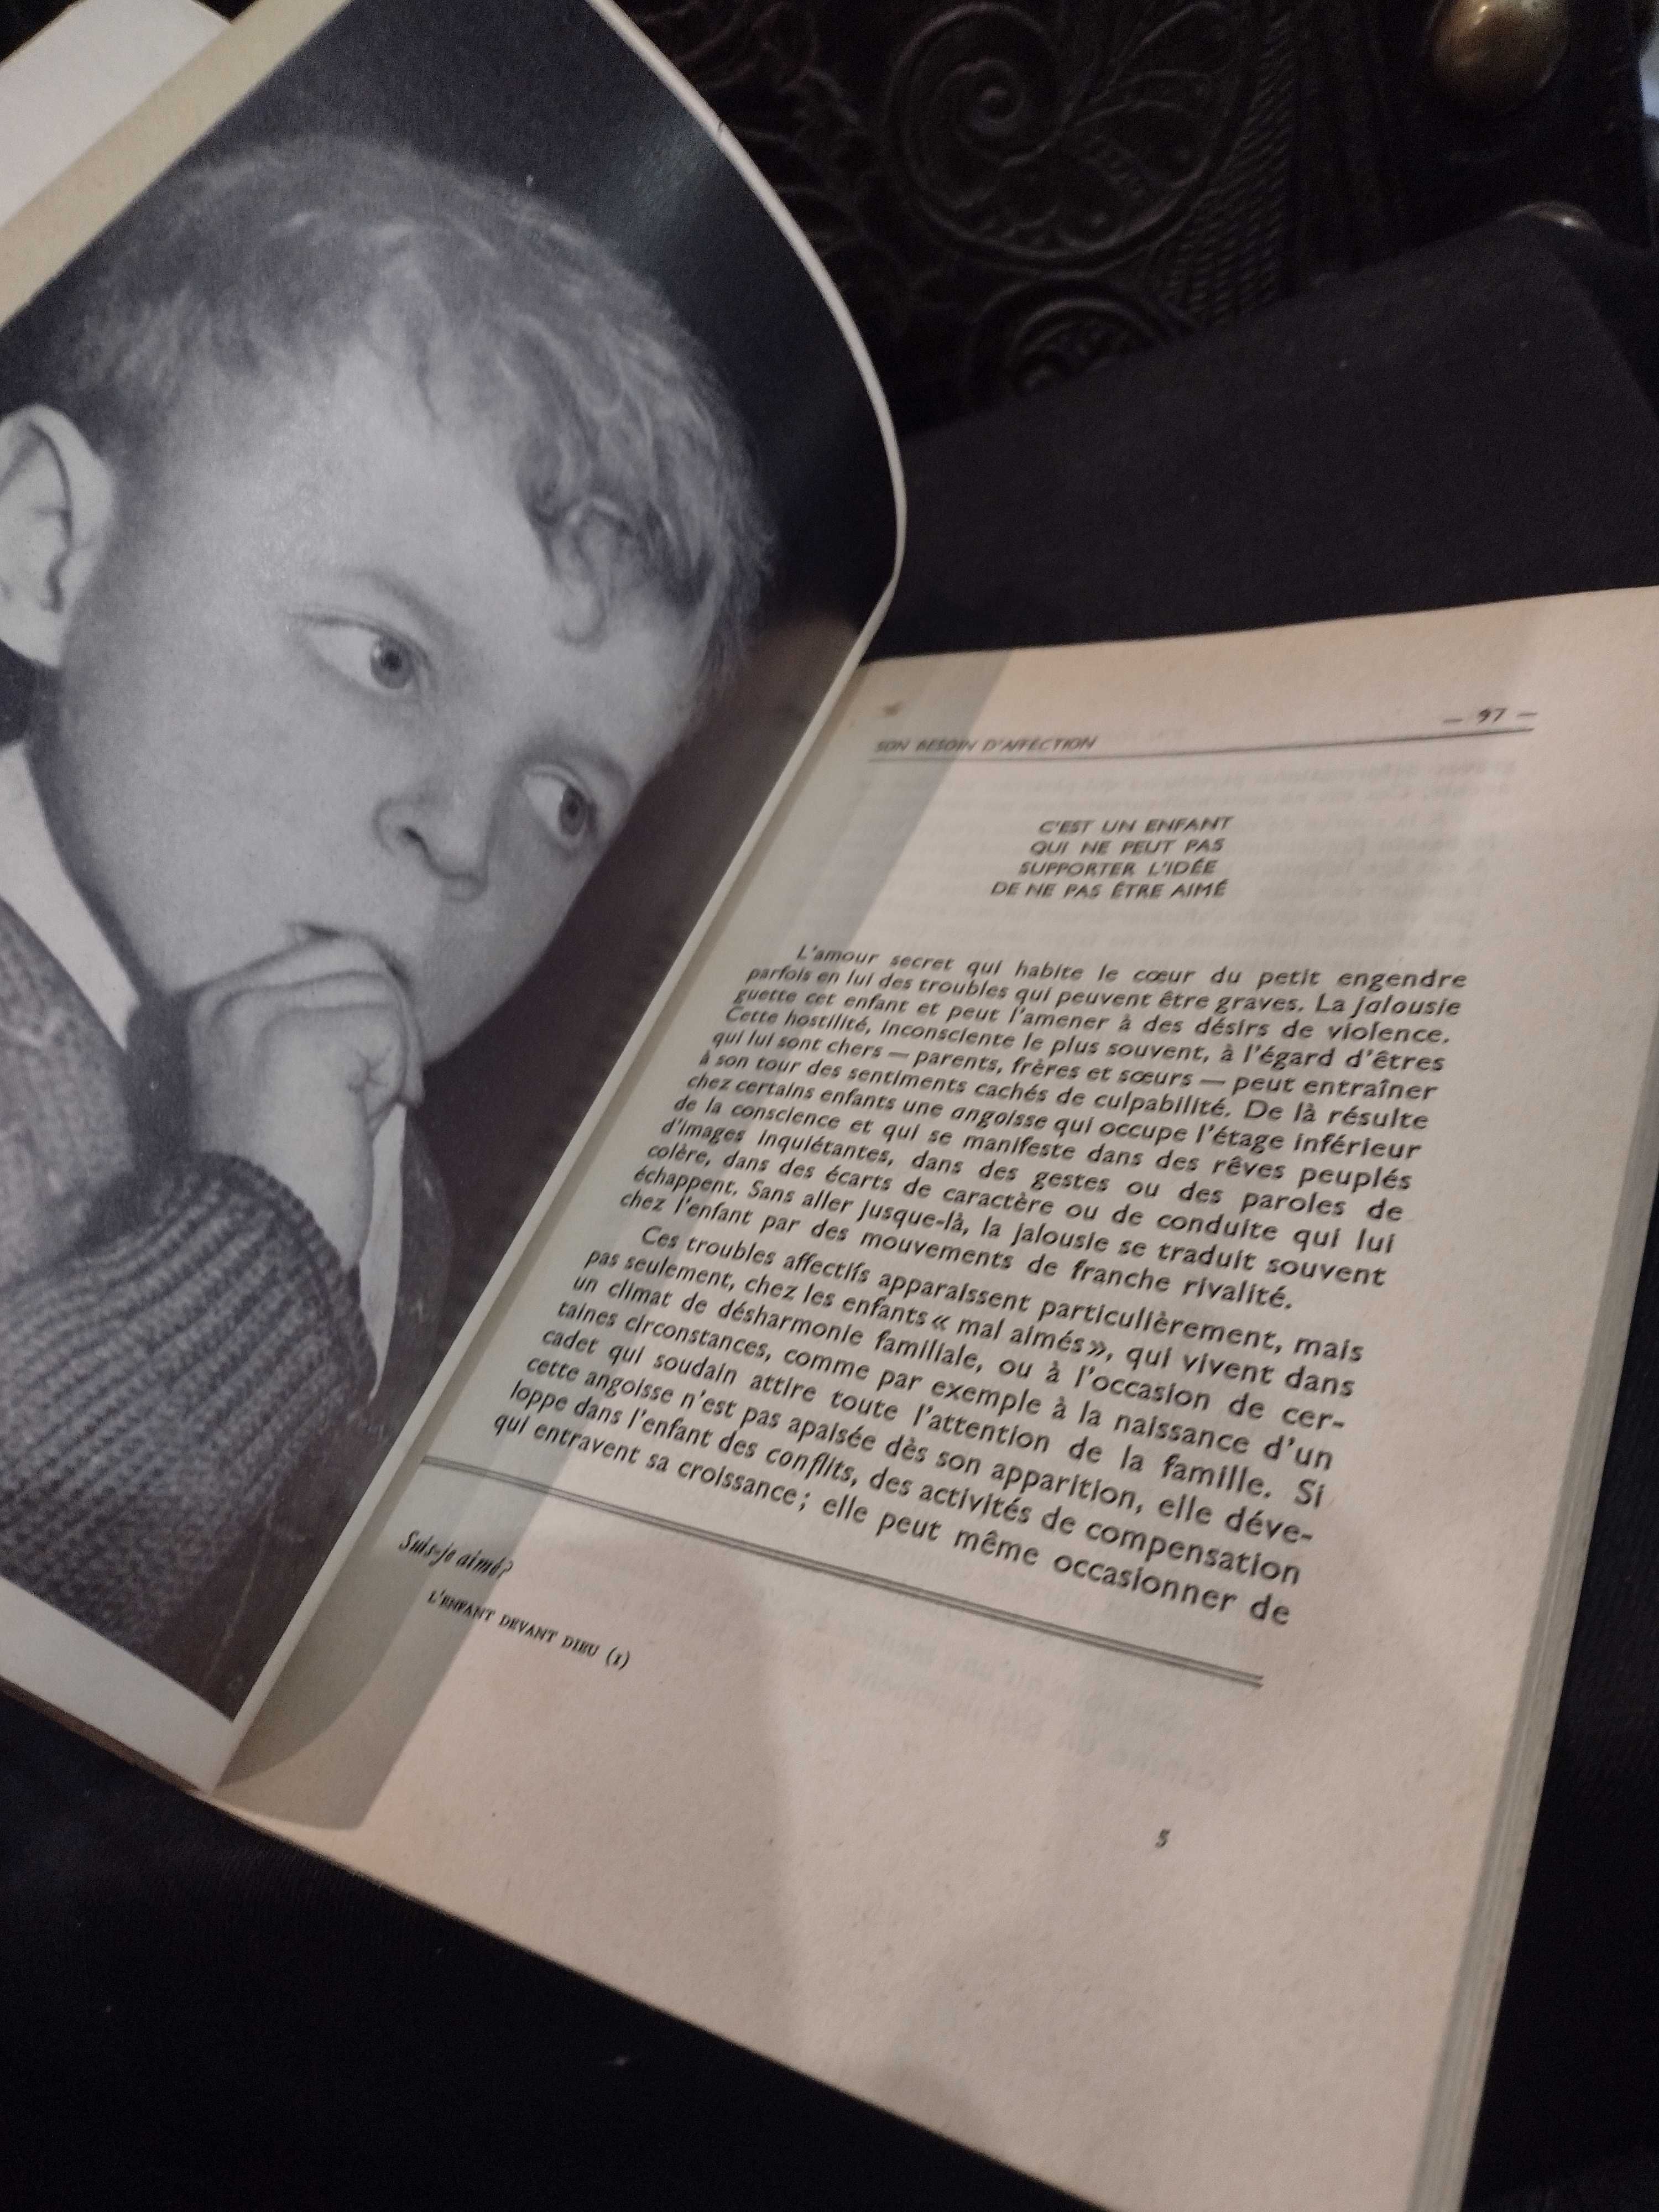 SON BESOIN D'AFFECTION
— 97 —
C'EST UN ENFANT
QUI NE PEUT PAS
SUPPORTER L'IDÉE
DE NE PAS ÊTRE AIMÉ
L'amour secret qui habite le cœur du petit engendre
parfois en lui des troubles qui peuvent être graves. La jalousie
guette cet enfant et peut l'amener à des désirs de violence.
Cette hostilité, inconsciente le plus souvent, à l'égard d'êtres
qui lui sont chers — parents, frères et sœurs — peut entraîner
à son tour des sentiments cachés de culpabilité. De là résulte
chez certains enfants une angoisse qui occupe l'étage inférieur
de la conscience et qui se manifeste dans des rêves peuplés
d'images inquiétantes, dans des gestes ou des paroles de
colère, dans des écarts de caractère ou de conduite qui lui
échappent. Sans aller jusque-là, la jalousie se traduit souvent
chez l'enfant par des mouvements de franche rivalité.
Ces troubles affectifs apparaissent particulièrement, mais
pas seulement, chez les enfants « mal aimés », qui vivent dans
un climat de désharmonie familiale, ou à l'occasion de cer-
taines circonstances, comme par exemple à la naissance d'un
cadet qui soudain attire toute l'attention de la famille. Si
cette angoisse n'est pas apaisée dès son apparition, elle déve-
loppe dans l'enfant des conflits, des activités de compensation
qui entravent sa croissance ; elle peut même occasionner de
Suis-je aimé?
L'ENFANT DEVANT DIEU (1)
5